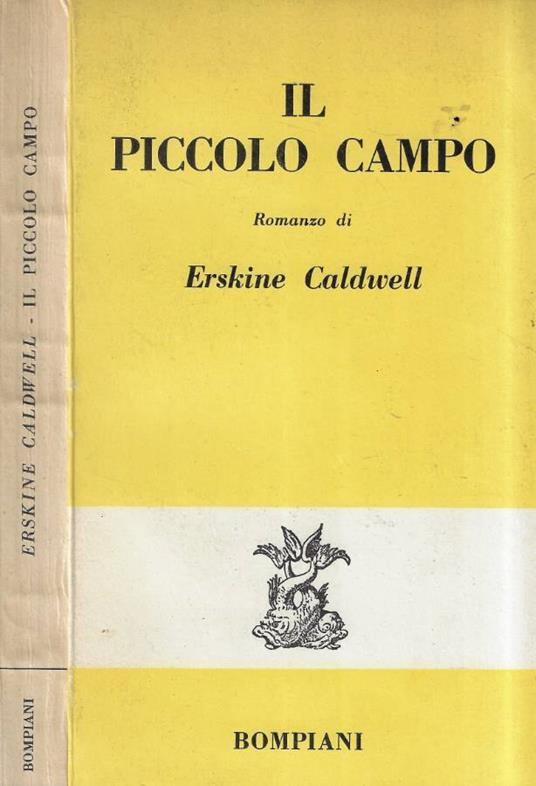 ERSKINE CALDWELL - IL PICCOLO CAMPO
BOMPIANI
IL
PICCOLO CAMPO
Romanzo di
Erskine Caldwell
BOMPIANI